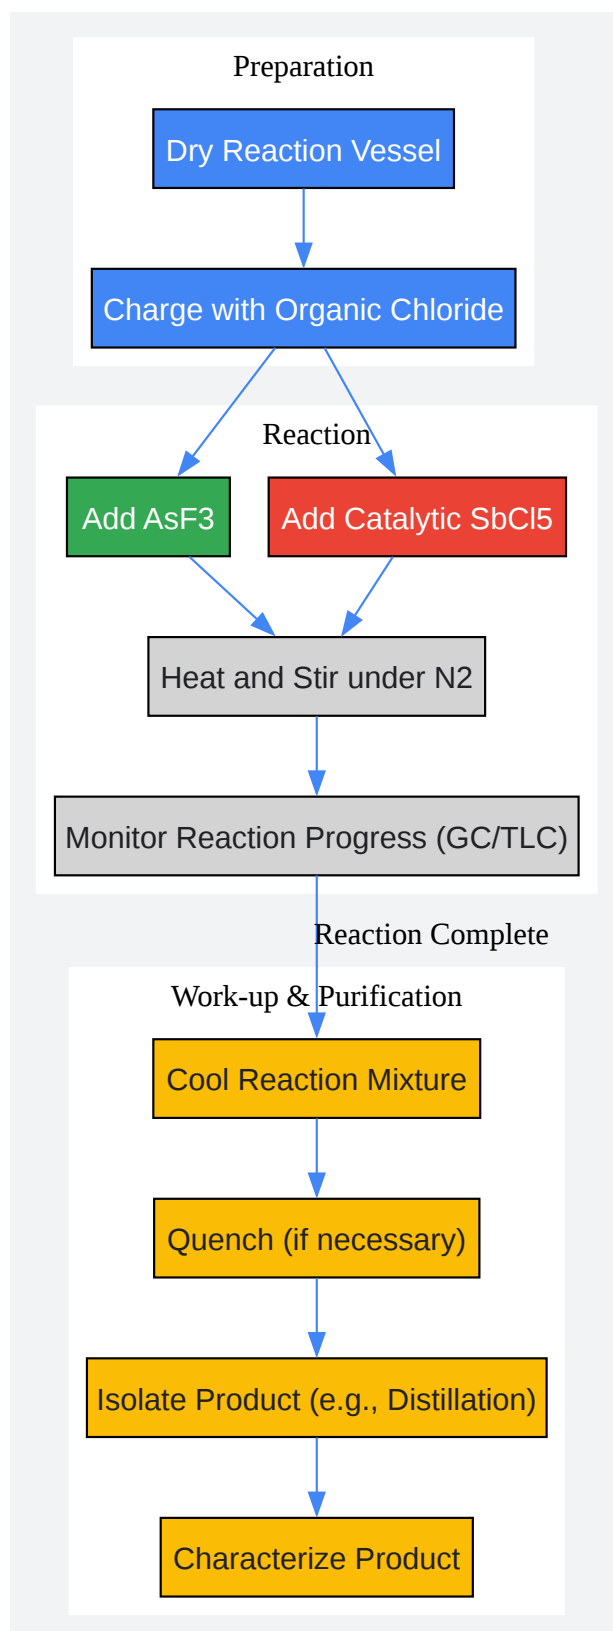 Preparation
Dry Reaction Vessel
Charge with Organic Chloride
Reaction
Add AsF3
Add Catalytic SbCl5
Heat and Stir under N2
Monitor Reaction Progress (GC/TLC)
Reaction Complete
Work-up & Purification
Cool Reaction Mixture
Quench (if necessary)
Isolate Product (e.g., Distillation)
Characterize Product